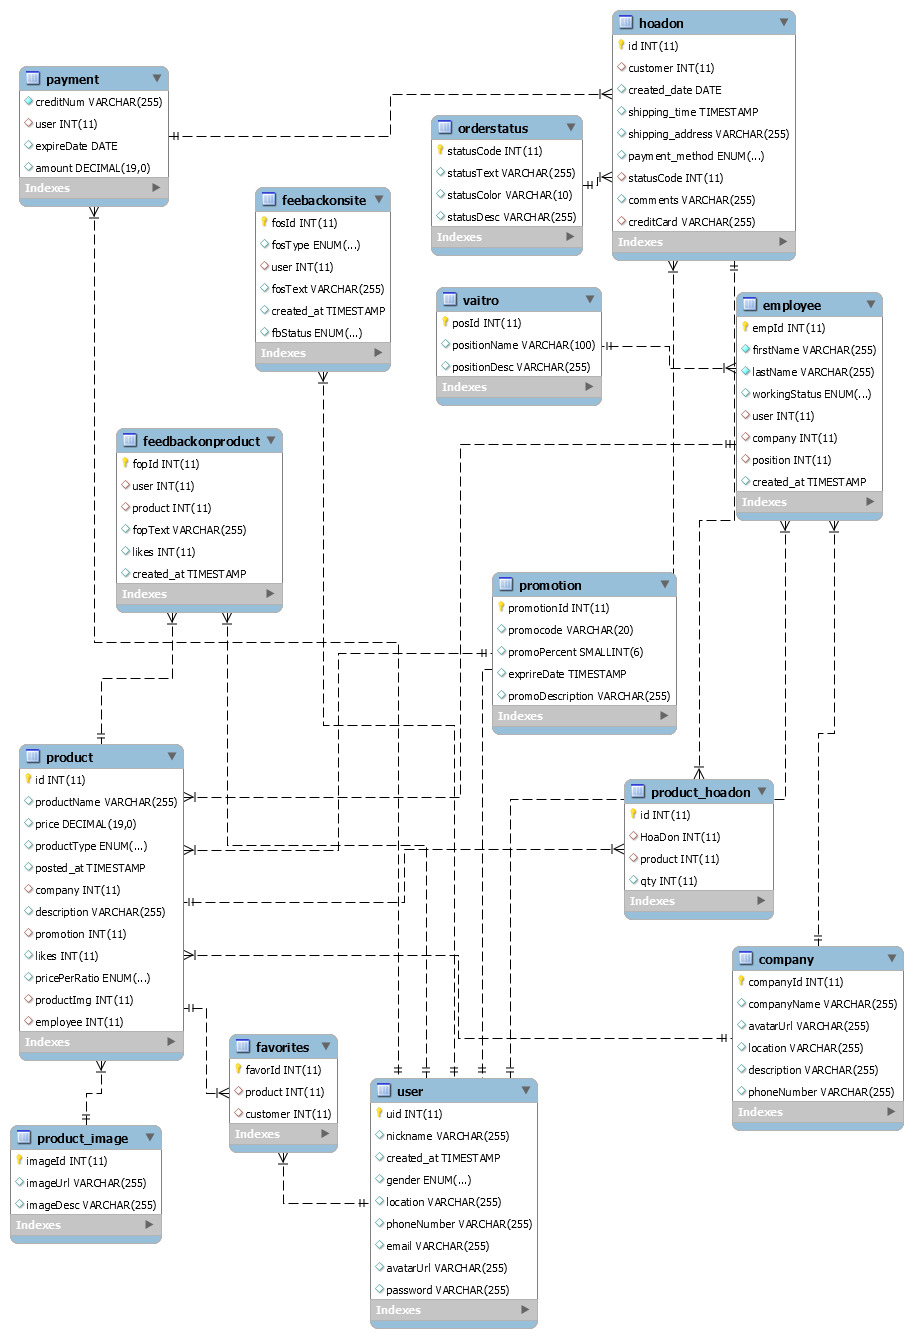 hoadon
id INT(11)
customer INT(11)
created_date DATE
shipping_time TIMESTAMP
shipping_address VARCHAR(255)
payment_method ENUM(...)
statusCode INT(11)
comments VARCHAR(255)
creditCard VARCHAR(255)
Indexes
payment
creditNum VARCHAR(255)
user INT(11)
expireDate DATE
amount DECIMAL(19,0)
Indexes
orderstatus
statusCode INT(11)
statusText VARCHAR(255)
statusColor VARCHAR(10)
statusDesc VARCHAR(255)
Indexes
feebackonsite
fosId INT(11)
fosType ENUM(...)
user INT(11)
fosText VARCHAR(255)
created_at TIMESTAMP
fbStatus ENUM(...)
Indexes
vaitro
posId INT(11)
positionName VARCHAR(100)
positionDesc VARCHAR(255)
Indexes
employee
empId INT(11)
firstName VARCHAR(255)
lastName VARCHAR(255)
workingStatus ENUM(...)
user INT(11)
company INT(11)
position INT(11)
created_at TIMESTAMP
Indexes
feedbackonproduct
fopId INT(11)
user INT(11)
product INT(11)
fopText VARCHAR(255)
likes INT(11)
created_at TIMESTAMP
Indexes
promotion
promotionId INT(11)
promocode VARCHAR(20)
promoPercent SMALLINT(6)
exprireDate TIMESTAMP
promoDescription VARCHAR(255)
Indexes
product
id INT(11)
productName VARCHAR(255)
price DECIMAL(19,0)
productType ENUM(...)
posted_at TIMESTAMP
company INT(11)
description VARCHAR(255)
promotion INT(11)
likes INT(11)
pricePerRatio ENUM(...)
productImg INT(11)
employee INT(11)
Indexes
product_hoadon
id INT(11)
HoaDon INT(11)
product INT(11)
qty INT(11)
Indexes
company
companyId INT(11)
companyName VARCHAR(255)
avatarUrl VARCHAR(255)
location VARCHAR(255)
description VARCHAR(255)
phoneNumber VARCHAR(255)
Indexes
favorites
favorId INT(11)
product INT(11)
customer INT(11)
Indexes
user
uid INT(11)
nickname VARCHAR(255)
created_at TIMESTAMP
gender ENUM(...)
location VARCHAR(255)
phoneNumber VARCHAR(255)
email VARCHAR(255)
avatarUrl VARCHAR(255)
password VARCHAR(255)
Indexes
product_image
imageId INT(11)
imageUrl VARCHAR(255)
imageDesc VARCHAR(255)
Indexes